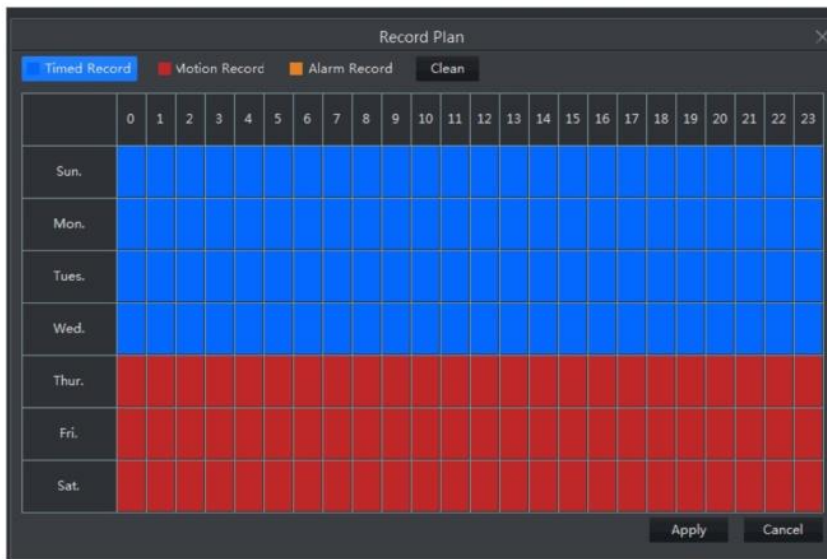 Record Plan
Timed Record Motion Record Alarm Record Clean
0 1 2 3 4 5 6 7 8 9 10 11 12 13 14 15 16 17 18 19 20 21 22 23
Sun.
Mon.
Tues.
Wed.
Thur.
Fri.
Sat.
Apply Cancel